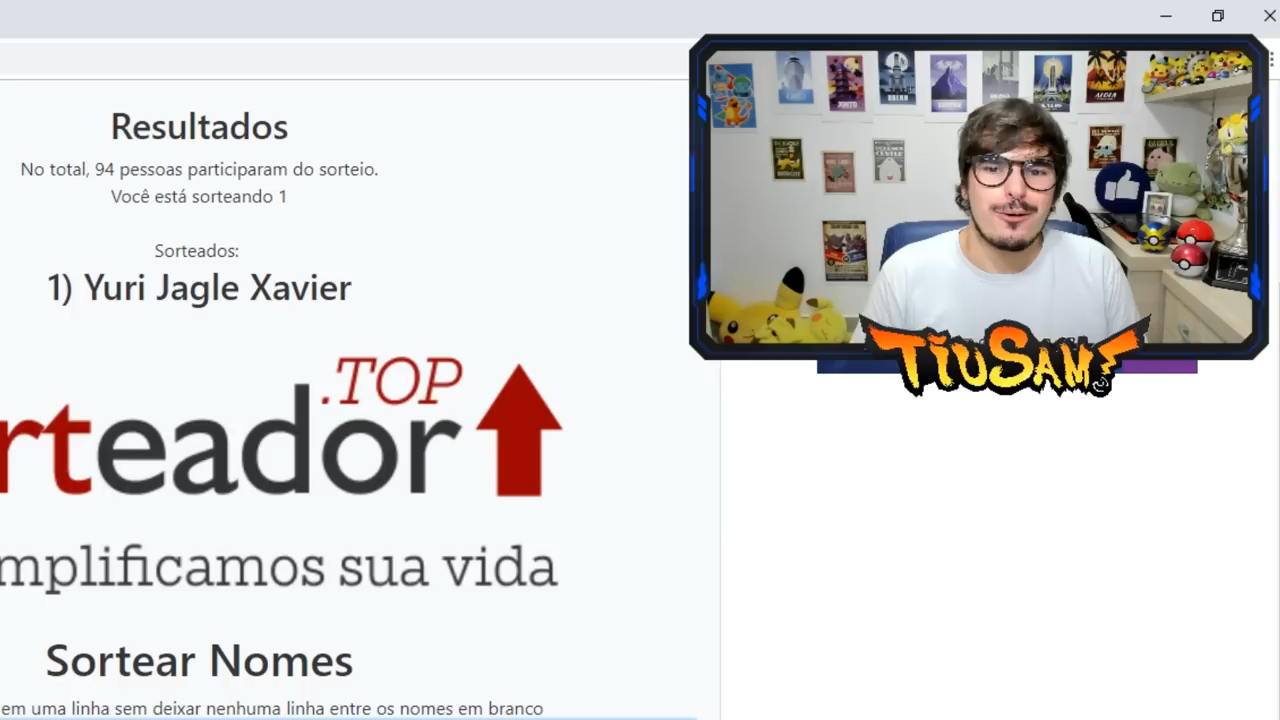 Resultados
No total, 94 pessoas participaram do sorteio.
Você está sorteando 1
Sorteados:
1) Yuri Jagle Xavier
.TOP
rteador
mplificamos sua vida
Sortear Nomes
em uma linha sem deixar nenhuma linha entre os nomes em branco
TiuSam!